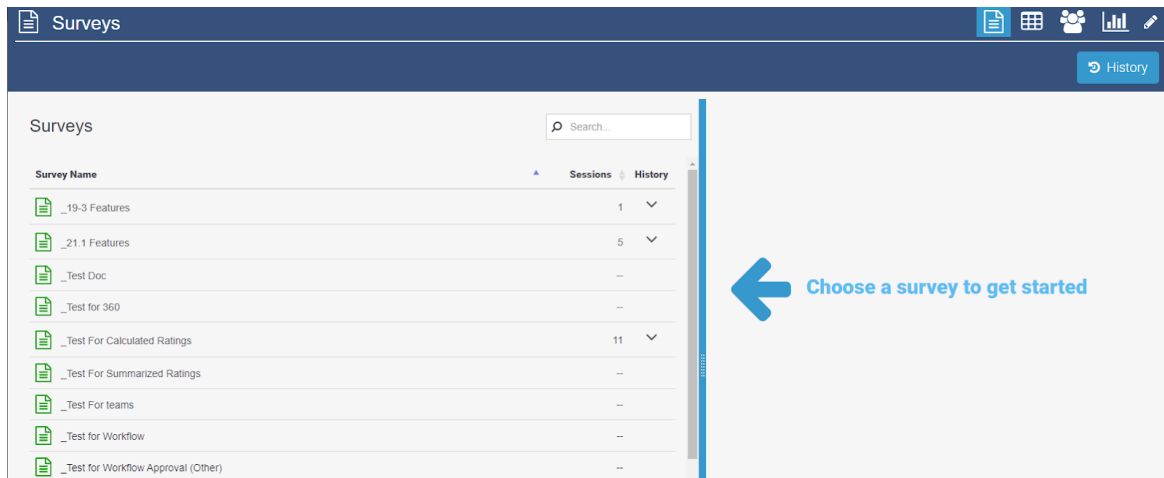 Surveys
History
Surveys
Search...
Survey Name Sessions History
_19-3 Features 1
_21.1 Features 5
_Test Doc --
_Test for 360 --
_Test For Calculated Ratings 11
_Test For Summarized Ratings --
_Test For teams --
_Test for Workflow --
_Test for Workflow Approval (Other) --
Choose a survey to get started